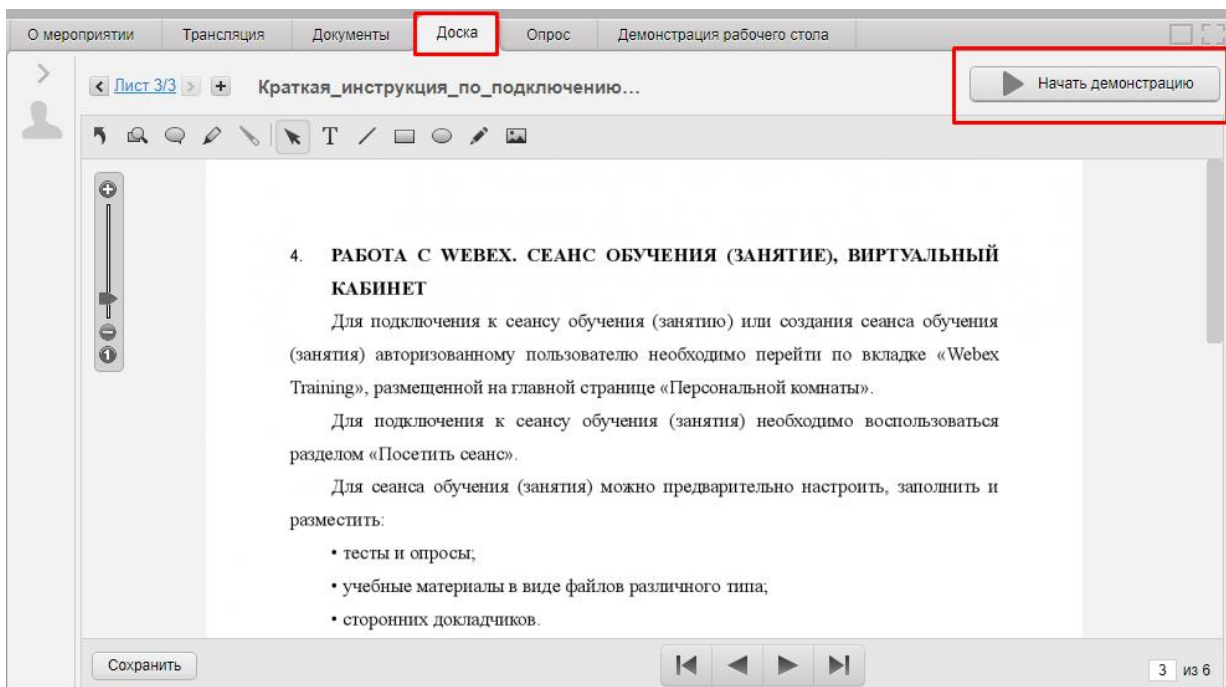 О мероприятии Трансляция Документы Доска Опрос Демонстрация рабочего стола
Лист 3/3 Краткая_инструкция_по_подключению... Начать демонстрацию
T
4. РАБОТА С WEBEX. СЕАНС ОБУЧЕНИЯ (ЗАНЯТИЕ), ВИРТУАЛЬНЫЙ
КАБИНЕТ
Для подключения к сеансу обучения (занятию) или создания сеанса обучения
(занятия) авторизованному пользователю необходимо перейти по вкладке «Webex
Training», размещенной на главной странице «Персональной комнаты».
Для подключения к сеансу обучения (занятия) необходимо воспользоваться
разделом «Посетить сеанс».
Для сеанса обучения (занятия) можно предварительно настроить, заполнить и
разместить:
• тесты и опросы;
• учебные материалы в виде файлов различного типа;
• сторонних докладчиков.
Сохранить 3 из 6